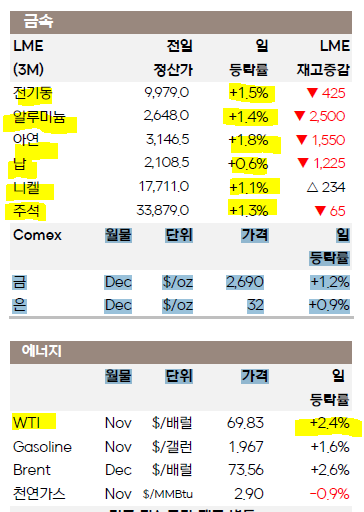 금속
LME 전일 일 LME
(3M) 정산가 등락률 재고증감
전기동 9,979.0 +1.5% ▼ 425
알루미늄 2,648.0 +1.4% ▼ 2,500
아연 3,146.5 +1.8% ▼ 1,550
납 2,108.5 +0.6% ▼ 1,225
니켈 17,711.0 +1.1% △ 234
주석 33,879.0 +1.3% ▼ 65
Comex 월물 단위 가격 일
등락률
금 Dec $/oz 2,690 +1.2%
은 Dec $/oz 32 +0.9%
에너지
월물 단위 가격 일
등락률
WTI Nov $/배럴 69.83 +2.4%
Gasoline Nov $/갤런 1.967 +1.6%
Brent Dec $/배럴 73.56 +2.6%
천연가스 Nov $/MMBtu 2.90 -0.9%